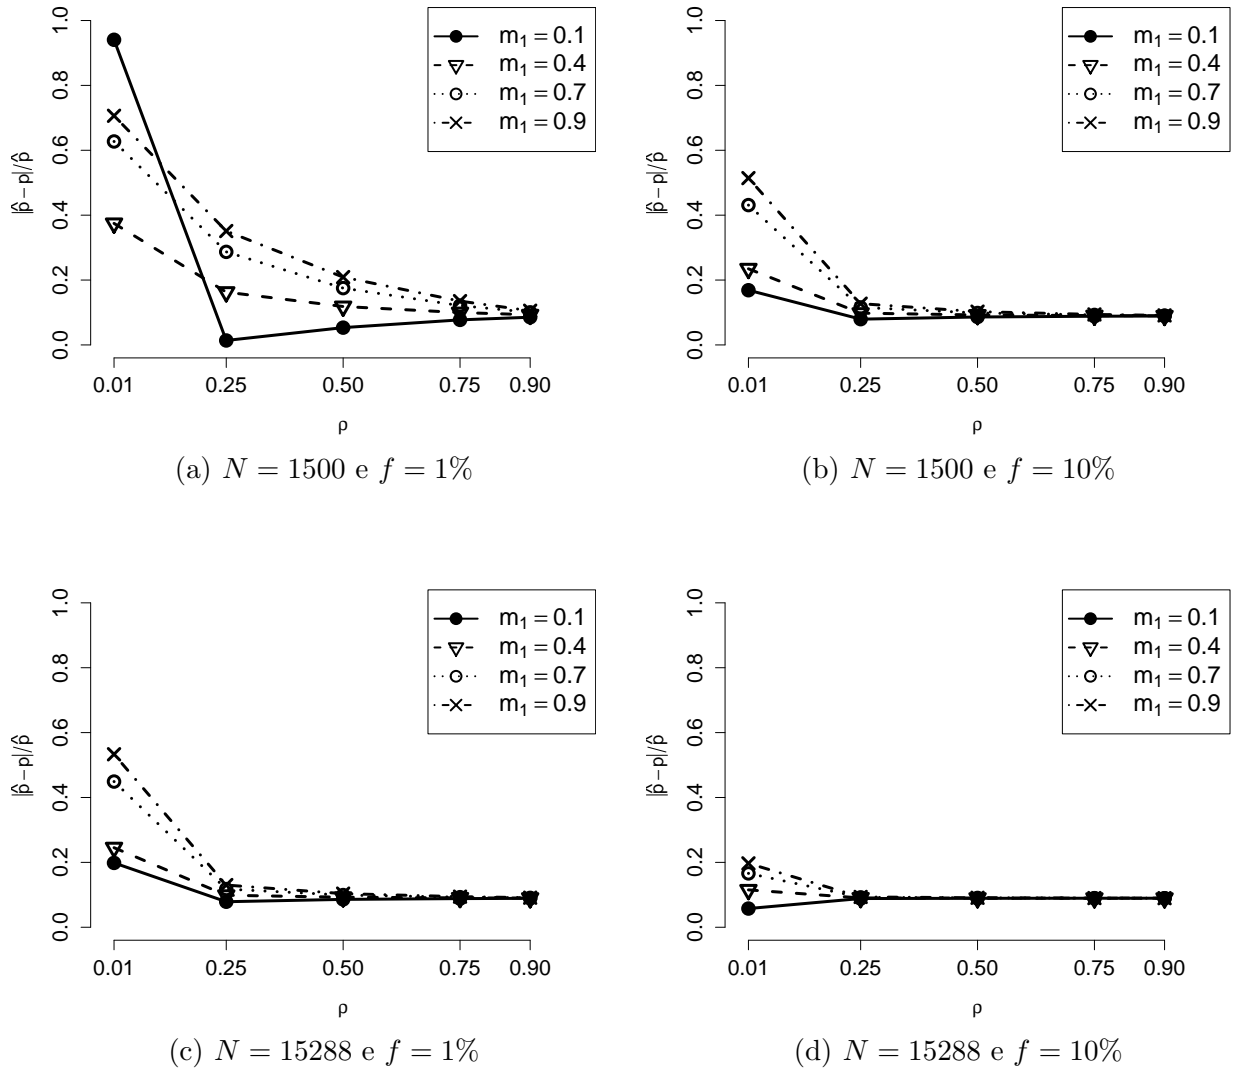 m₁ = 0.1
m₁ = 0.4
m₁ = 0.7
m₁ = 0.9
|p̂ − p|/p̂
0.0 0.2 0.4 0.6 0.8 1.0
0.01 0.25 0.50 0.75 0.90
ρ
(a) N = 1500 e f = 1%
m₁ = 0.1
m₁ = 0.4
m₁ = 0.7
m₁ = 0.9
|p̂ − p|/p̂
0.0 0.2 0.4 0.6 0.8 1.0
0.01 0.25 0.50 0.75 0.90
ρ
(b) N = 1500 e f = 10%
m₁ = 0.1
m₁ = 0.4
m₁ = 0.7
m₁ = 0.9
|p̂ − p|/p̂
0.0 0.2 0.4 0.6 0.8 1.0
0.01 0.25 0.50 0.75 0.90
ρ
(c) N = 15288 e f = 1%
m₁ = 0.1
m₁ = 0.4
m₁ = 0.7
m₁ = 0.9
|p̂ − p|/p̂
0.0 0.2 0.4 0.6 0.8 1.0
0.01 0.25 0.50 0.75 0.90
ρ
(d) N = 15288 e f = 10%